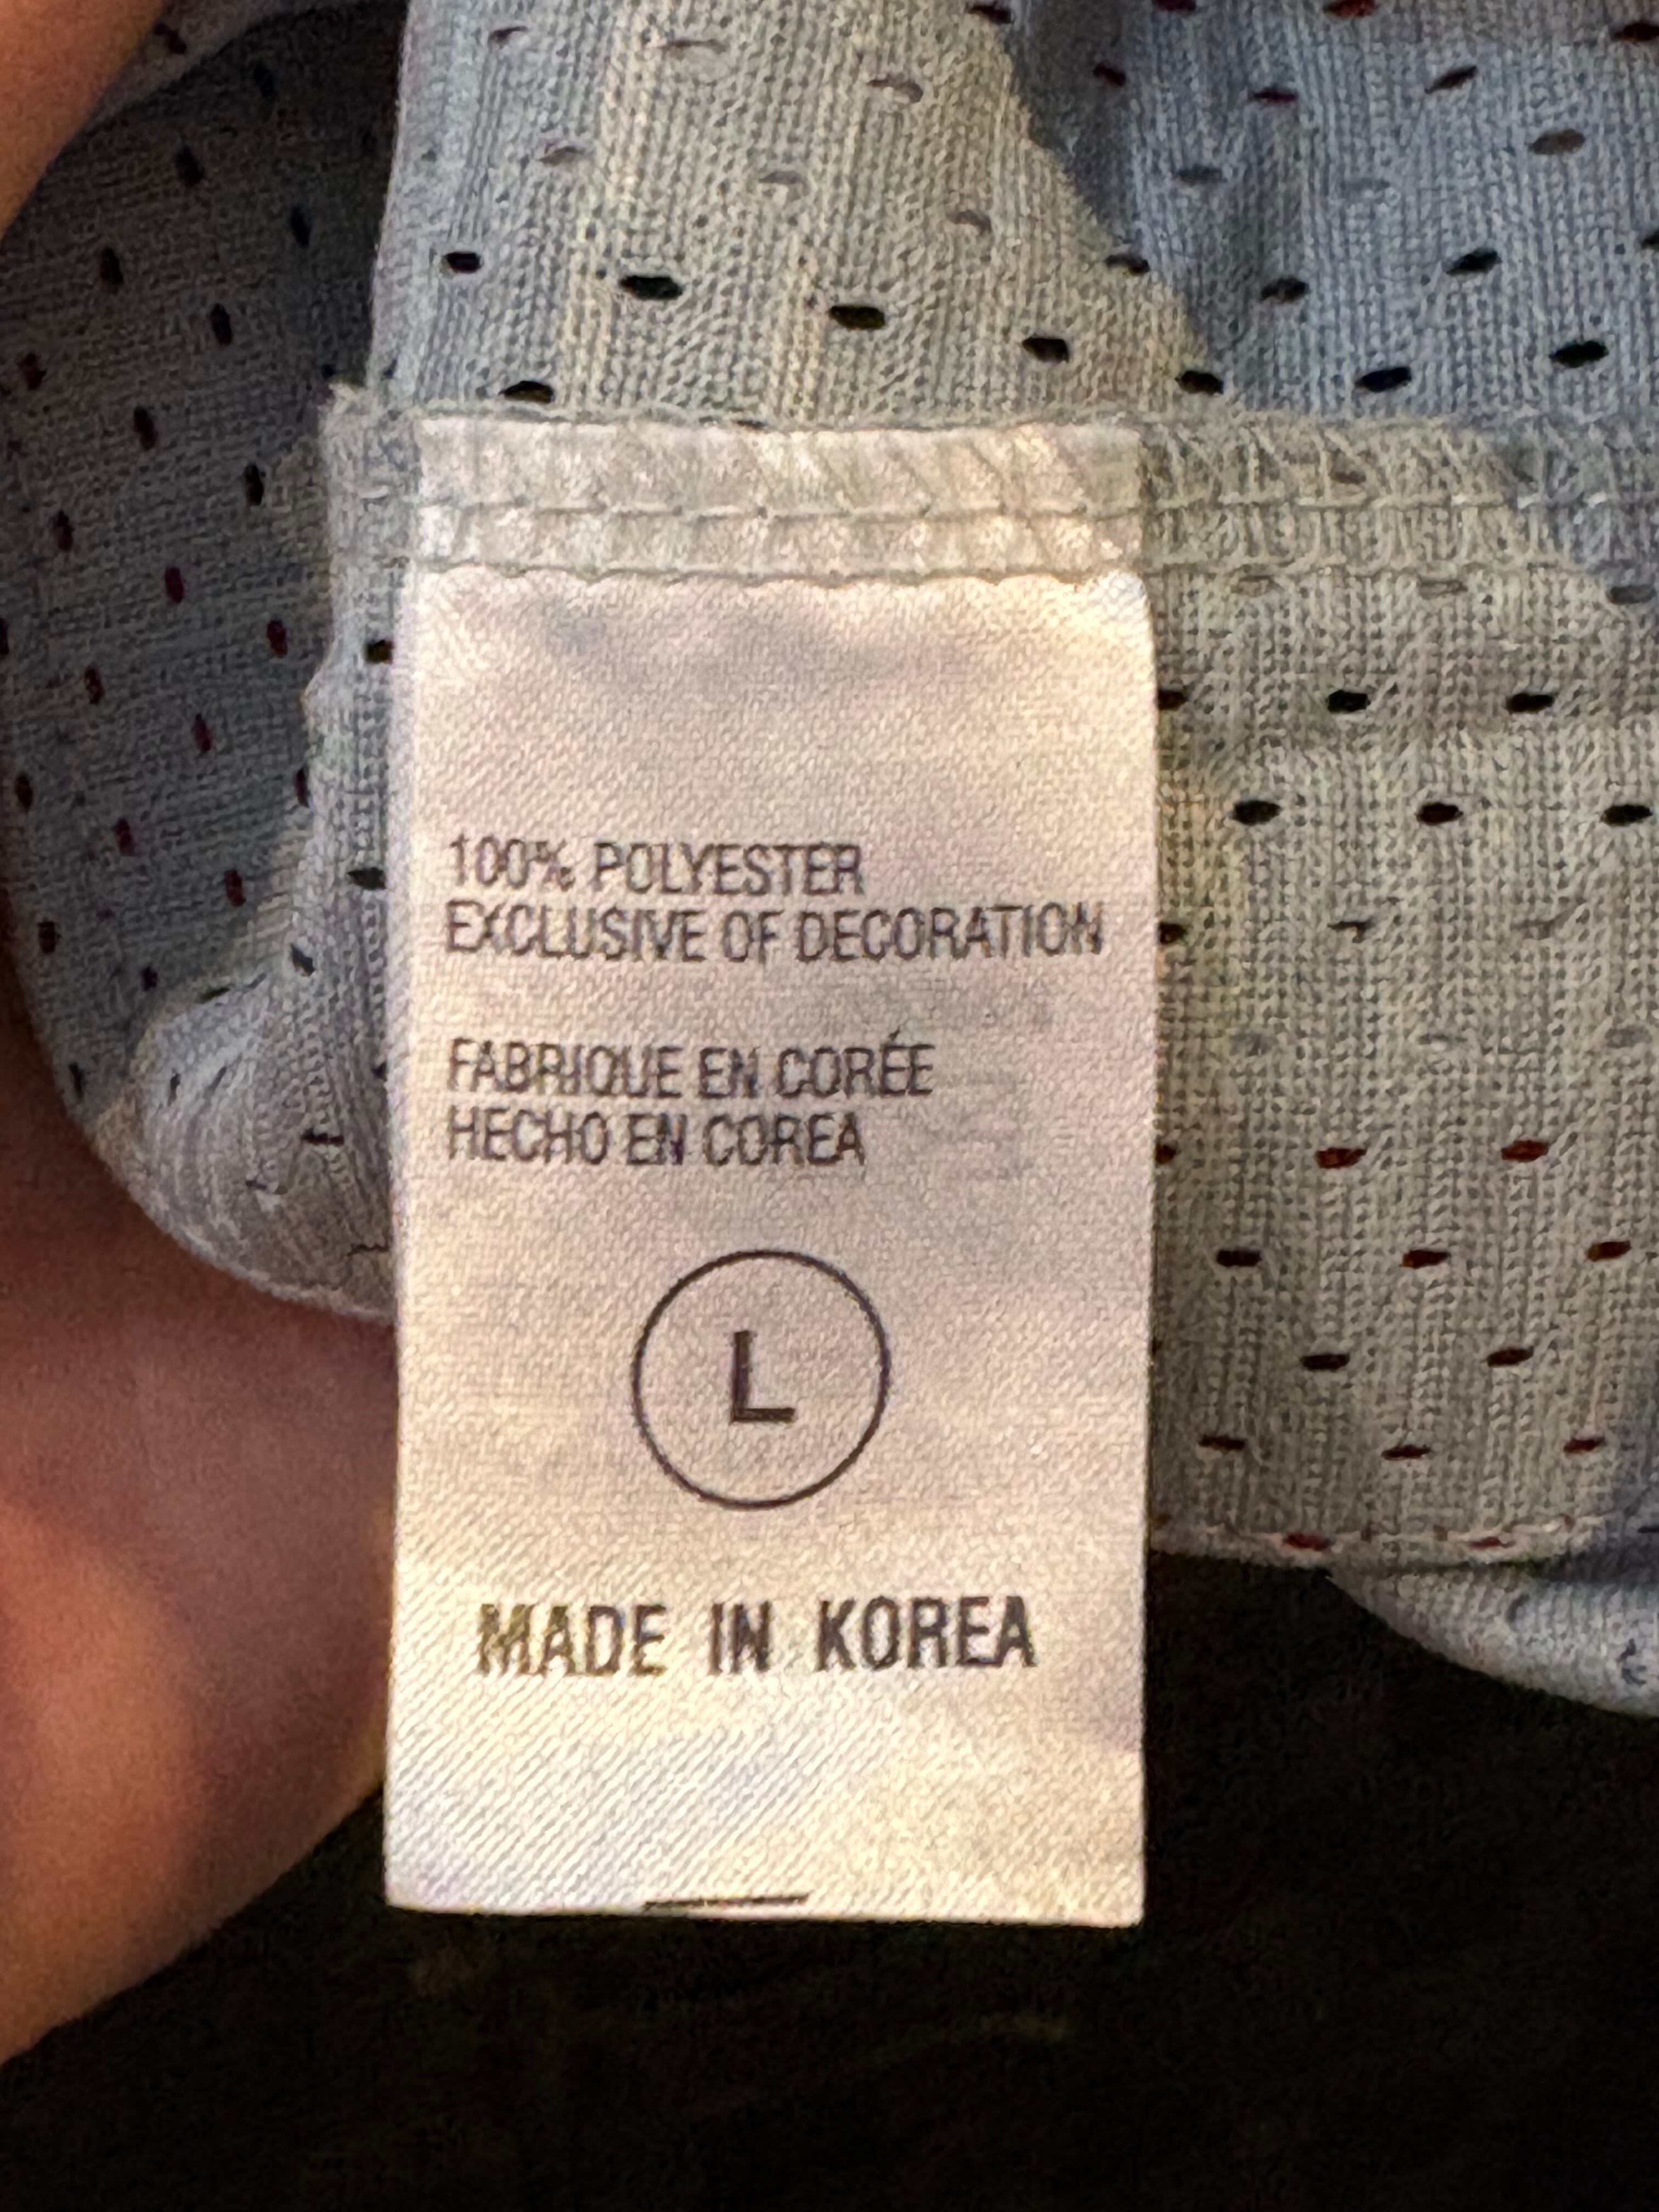 100% POLYESTER
EXCLUSIVE OF DECORATION
FABRIQUE EN CORÉE
HECHO EN COREA
L
MADE IN KOREA